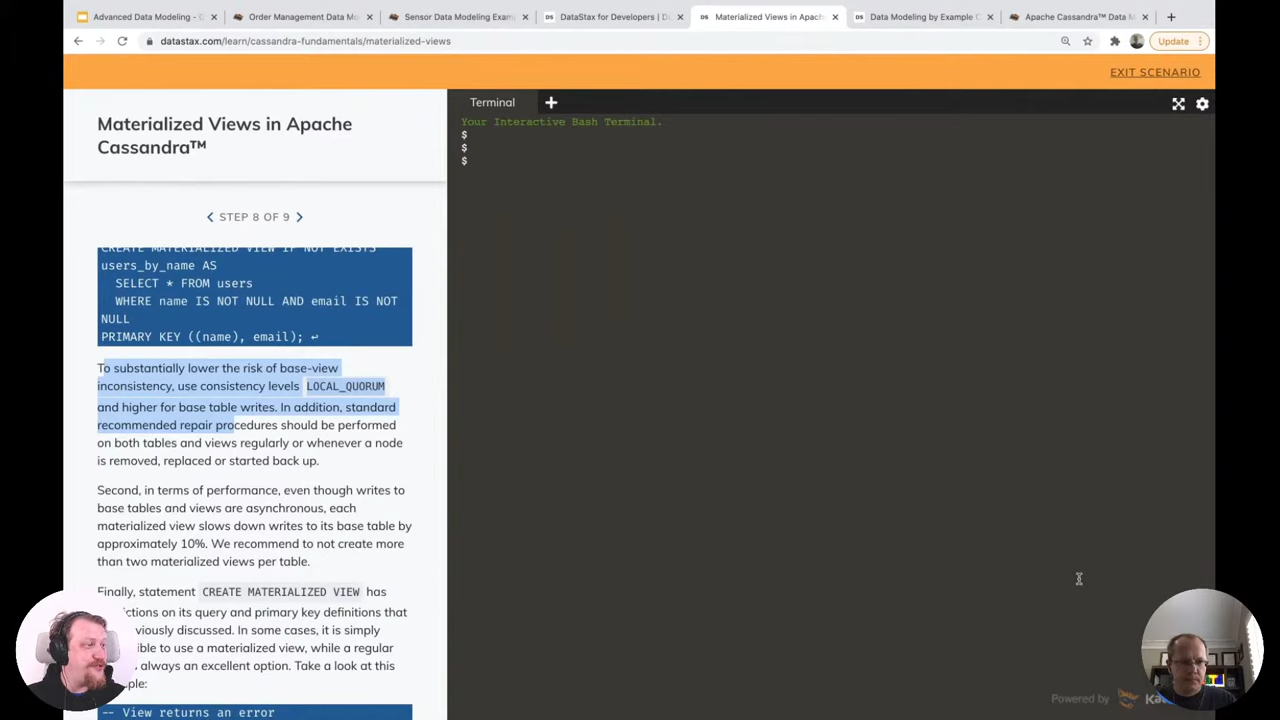 Advanced Data Modeling -
Order Management Data Mo
Sensor Data Modeling Exam
DataStax for Developers | D
Materialized Views in Apach
Data Modeling by Example
Apache Cassandra™ Data M
datastax.com/learn/cassandra-fundamentals/materialized-views
Update
EXIT SCENARIO
Materialized Views in Apache
Cassandra™
STEP 8 OF 9
CREATE MATERIALIZED VIEW IF NOT EXISTS
users_by_name AS
SELECT * FROM users
WHERE name IS NOT NULL AND email IS NOT
NULL
PRIMARY KEY ((name), email); ↩
To substantially lower the risk of base-view
inconsistency, use consistency levels LOCAL_QUORUM
and higher for base table writes. In addition, standard
recommended repair procedures should be performed
on both tables and views regularly or whenever a node
is removed, replaced or started back up.
Second, in terms of performance, even though writes to
base tables and views are asynchronous, each
materialized view slows down writes to its base table by
approximately 10%. We recommend to not create more
than two materialized views per table.
Finally, statement CREATE MATERIALIZED VIEW has
ictions on its query and primary key definitions that
viously discussed. In some cases, it is simply
ible to use a materialized view, while a regular
always an excellent option. Take a look at this
ple:
-- View returns an error
Terminal
Your Interactive Bash Terminal.
$
$
$
Powered by